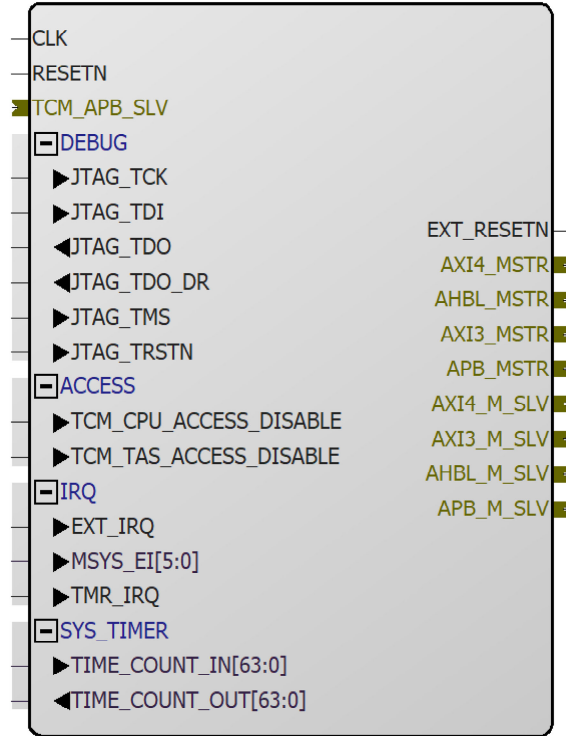 CLK
RESETN
TCM_APB_SLV
DEBUG
JTAG_TCK
JTAG_TDI
JTAG_TDO
JTAG_TDO_DR
JTAG_TMS
JTAG_TRSTN
ACCESS
TCM_CPU_ACCESS_DISABLE
TCM_TAS_ACCESS_DISABLE
IRQ
EXT_IRQ
MSYS_EI[5:0]
TMR_IRQ
SYS_TIMER
TIME_COUNT_IN[63:0]
TIME_COUNT_OUT[63:0]
EXT_RESETN
AXI4_MSTR
AHBL_MSTR
AXI3_MSTR
APB_MSTR
AXI4_M_SLV
AXI3_M_SLV
AHBL_M_SLV
APB_M_SLV